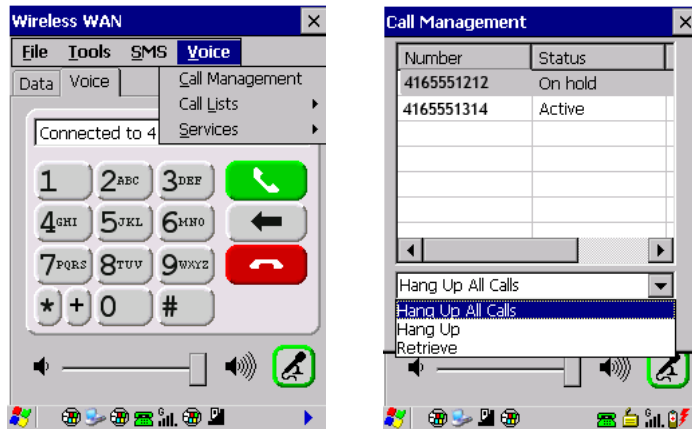 Wireless WAN
File Tools SMS Voice
Data Voice
Call Management
Call Lists
Services
Connected to 4
1 2ABC 3DEF
4GHI 5JKL 6MNO
7PQRS 8TUV 9WXYZ
* + 0 #
Call Management
Number Status
4165551212 On hold
4165551314 Active
Hang Up All Calls
Hang Up All Calls
Hang Up
Retrieve